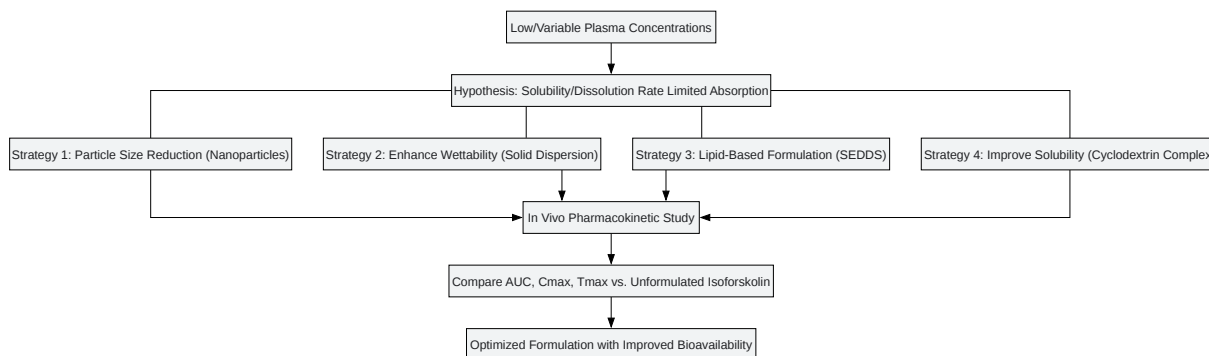 Low/Variable Plasma Concentrations
Hypothesis: Solubility/Dissolution Rate Limited Absorption
Strategy 1: Particle Size Reduction (Nanoparticles)
Strategy 2: Enhance Wettability (Solid Dispersion)
Strategy 3: Lipid-Based Formulation (SEDDS)
Strategy 4: Improve Solubility (Cyclodextrin Complex
In Vivo Pharmacokinetic Study
Compare AUC, Cmax, Tmax vs. Unformulated Isoforskolin
Optimized Formulation with Improved Bioavailability